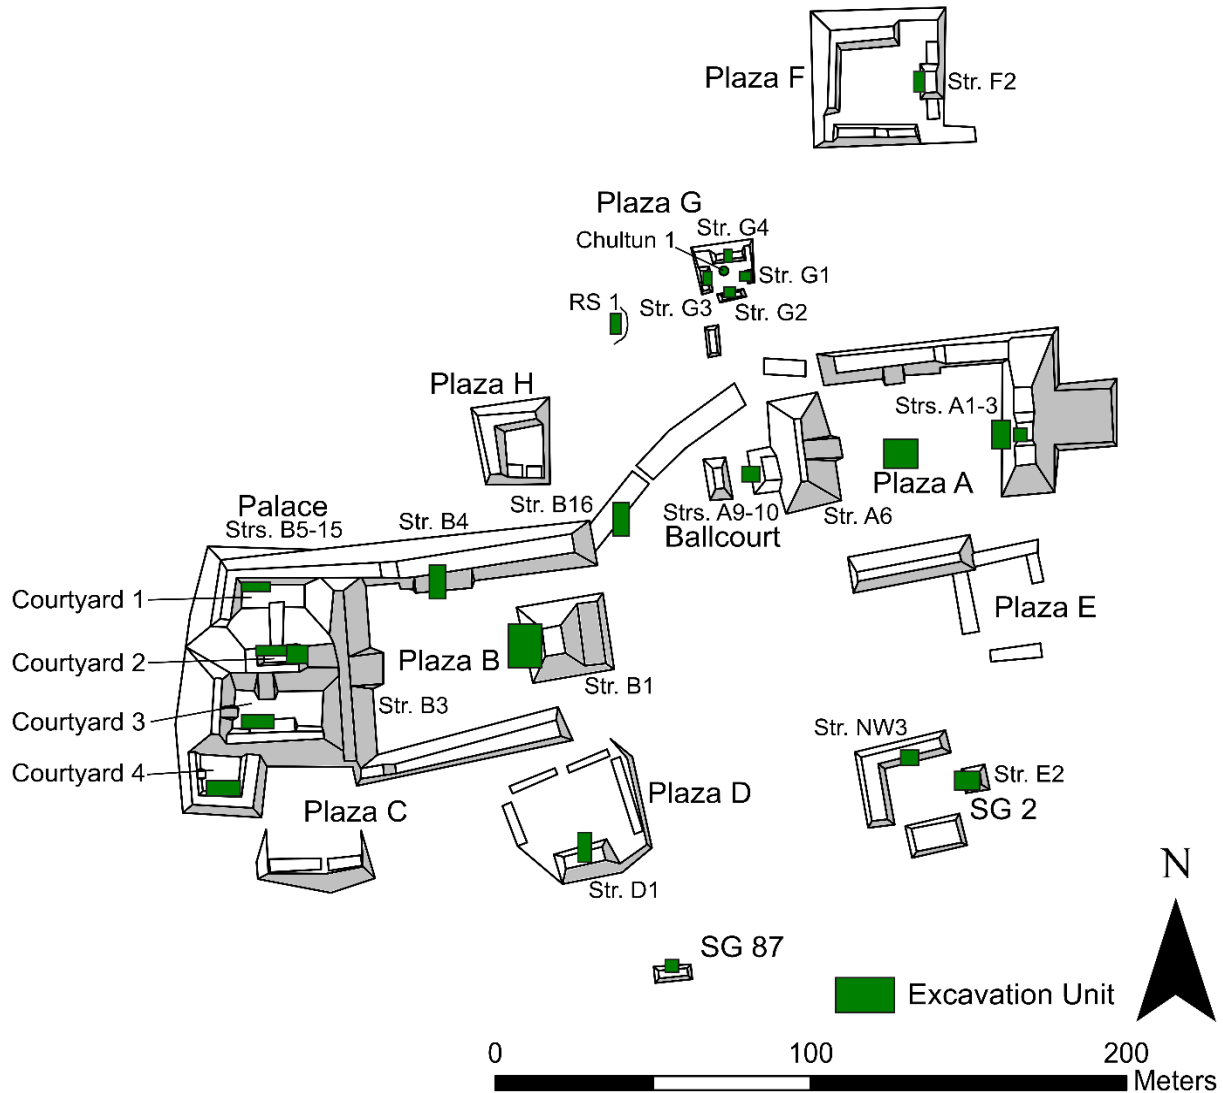 Plaza F
Str. F2
Plaza G
Str. G4
Chultun 1
Str. G1
RS 1
Str. G3
Str. G2
Plaza H
Strs. A1-3
Plaza A
Palace
Strs. B5-15
Str. B4
Str. B16
Strs. A9-10
Ballcourt
Str. A6
Courtyard 1
Plaza E
Courtyard 2
Plaza B
Str. B1
Courtyard 3
Str. B3
Str. NW3
Courtyard 4
Str. E2
SG 2
Plaza C
Plaza D
Str. D1
N
SG 87
Excavation Unit
0 100 200
Meters